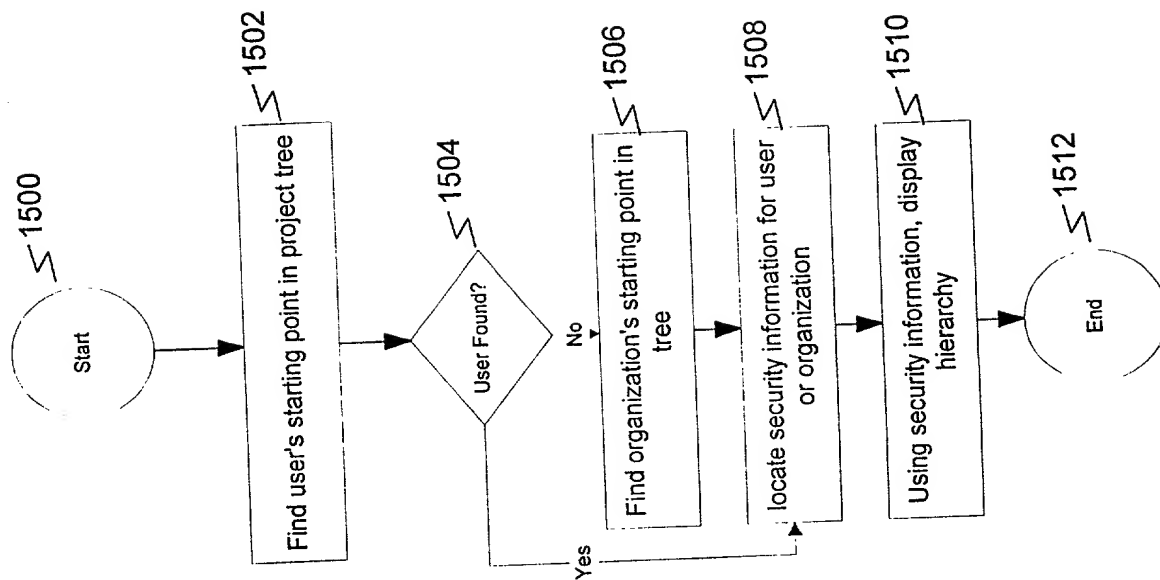 1500
Start
1502
Find user's starting point in project tree
1504
User Found?
No
Yes
1506
Find organization's starting point in
tree
1508
locate security information for user
or organization
1510
Using security information, display
hierarchy
1512
End